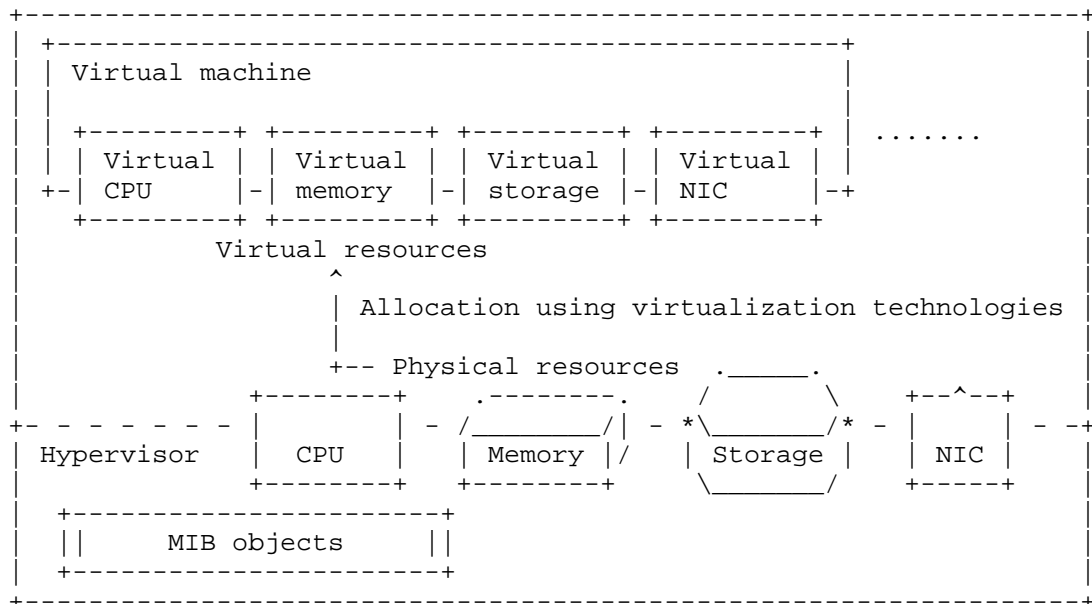 Virtual machine
Virtual Virtual Virtual Virtual .......
CPU memory storage NIC
Virtual resources
Allocation using virtualization technologies
Physical resources
Hypervisor CPU Memory Storage NIC
MIB objects